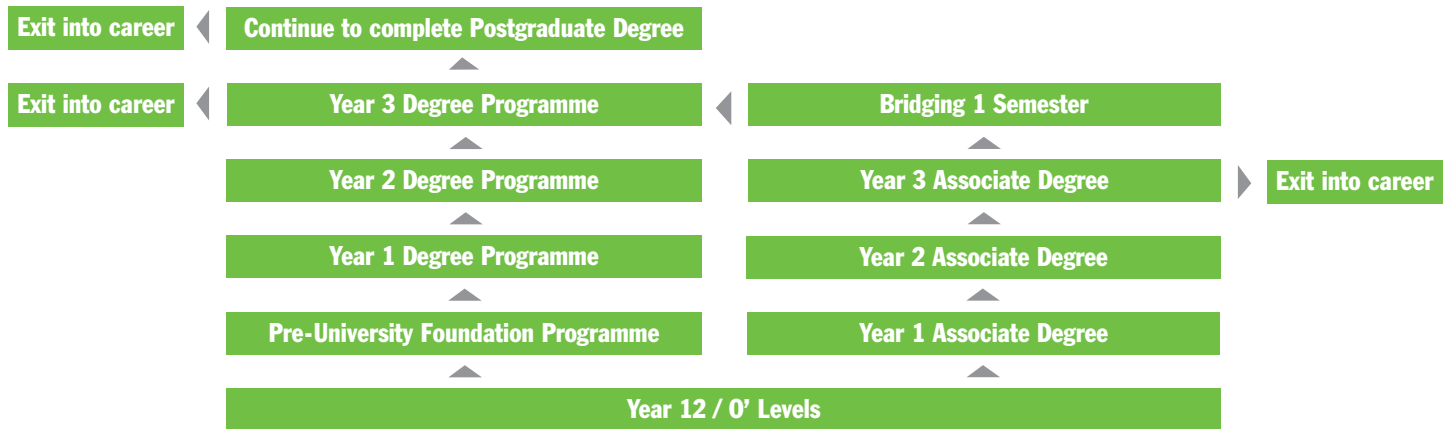 Exit into career
Continue to complete Postgraduate Degree
Exit into career
Year 3 Degree Programme
Bridging 1 Semester
Year 2 Degree Programme
Year 3 Associate Degree
Exit into career
Year 1 Degree Programme
Year 2 Associate Degree
Pre-University Foundation Programme
Year 1 Associate Degree
Year 12 / O’ Levels